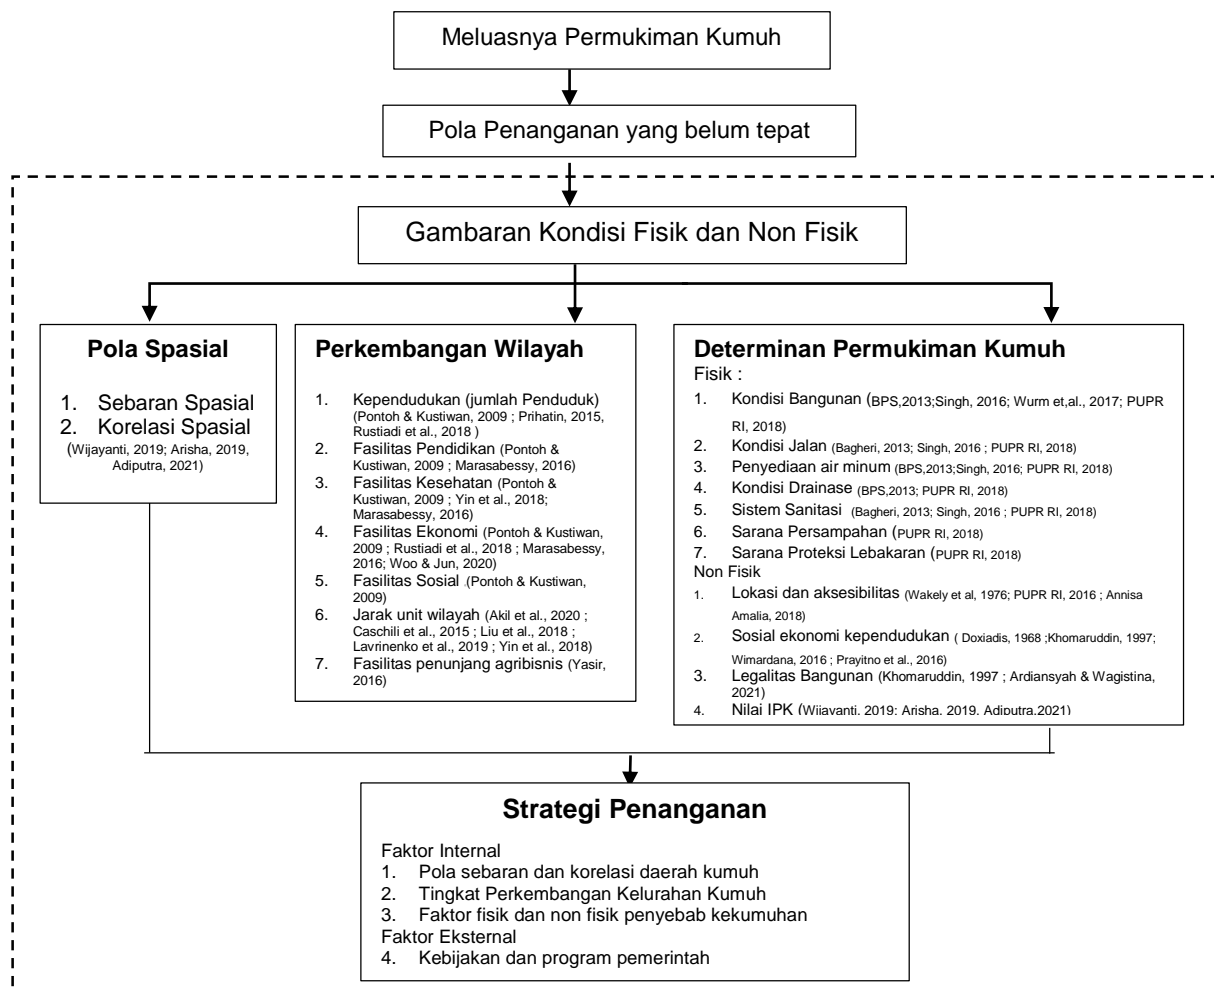 Meluasnya Permukiman Kumuh
Pola Penanganan yang belum tepat
Gambaran Kondisi Fisik dan Non Fisik
Pola Spasial
1. Sebaran Spasial
2. Korelasi Spasial
(Wijayanti, 2019; Arisha, 2019,
Adiputra, 2021)
Perkembangan Wilayah
1. Kependudukan (jumlah Penduduk)
(Pontoh & Kustiwan, 2009 ; Prihatin, 2015,
Rustiadi et al., 2018 )
2. Fasilitas Pendidikan (Pontoh &
Kustiwan, 2009 ; Marasabessy, 2016)
3. Fasilitas Kesehatan (Pontoh &
Kustiwan, 2009 ; Yin et al., 2018;
Marasabessy, 2016)
4. Fasilitas Ekonomi (Pontoh & Kustiwan,
2009 ; Rustiadi et al., 2018 ; Marasabessy,
2016; Woo & Jun, 2020)
5. Fasilitas Sosial (Pontoh & Kustiwan,
2009)
6. Jarak unit wilayah (Akil et al., 2020 ;
Caschili et al., 2015 ; Liu et al., 2018 ;
Lavrinenko et al., 2019 ; Yin et al., 2018)
7. Fasilitas penunjang agribisnis (Yasir,
2016)
Determinan Permukiman Kumuh
Fisik :
1. Kondisi Bangunan (BPS,2013;Singh, 2016; Wurm et,al., 2017; PUPR
RI, 2018)
2. Kondisi Jalan (Bagheri, 2013; Singh, 2016 ; PUPR RI, 2018)
3. Penyediaan air minum (BPS,2013;Singh, 2016; PUPR RI, 2018)
4. Kondisi Drainase (BPS,2013; PUPR RI, 2018)
5. Sistem Sanitasi (Bagheri, 2013; Singh, 2016 ; PUPR RI, 2018)
6. Sarana Persampahan (PUPR RI, 2018)
7. Sarana Proteksi Lebakaran (PUPR RI, 2018)
Non Fisik
1. Lokasi dan aksesibilitas (Wakely et al, 1976; PUPR RI, 2016 ; Annisa
Amalia, 2018)
2. Sosial ekonomi kependudukan ( Doxiadis, 1968 ;Khomaruddin, 1997;
Wimardana, 2016 ; Prayitno et al., 2016)
3. Legalitas Bangunan (Khomaruddin, 1997 ; Ardiansyah & Wagistina,
2021)
4. Nilai IPK (Wijayanti, 2019; Arisha, 2019, Adiputra,2021)
Strategi Penanganan
Faktor Internal
1. Pola sebaran dan korelasi daerah kumuh
2. Tingkat Perkembangan Kelurahan Kumuh
3. Faktor fisik dan non fisik penyebab kekumuhan
Faktor Eksternal
4. Kebijakan dan program pemerintah